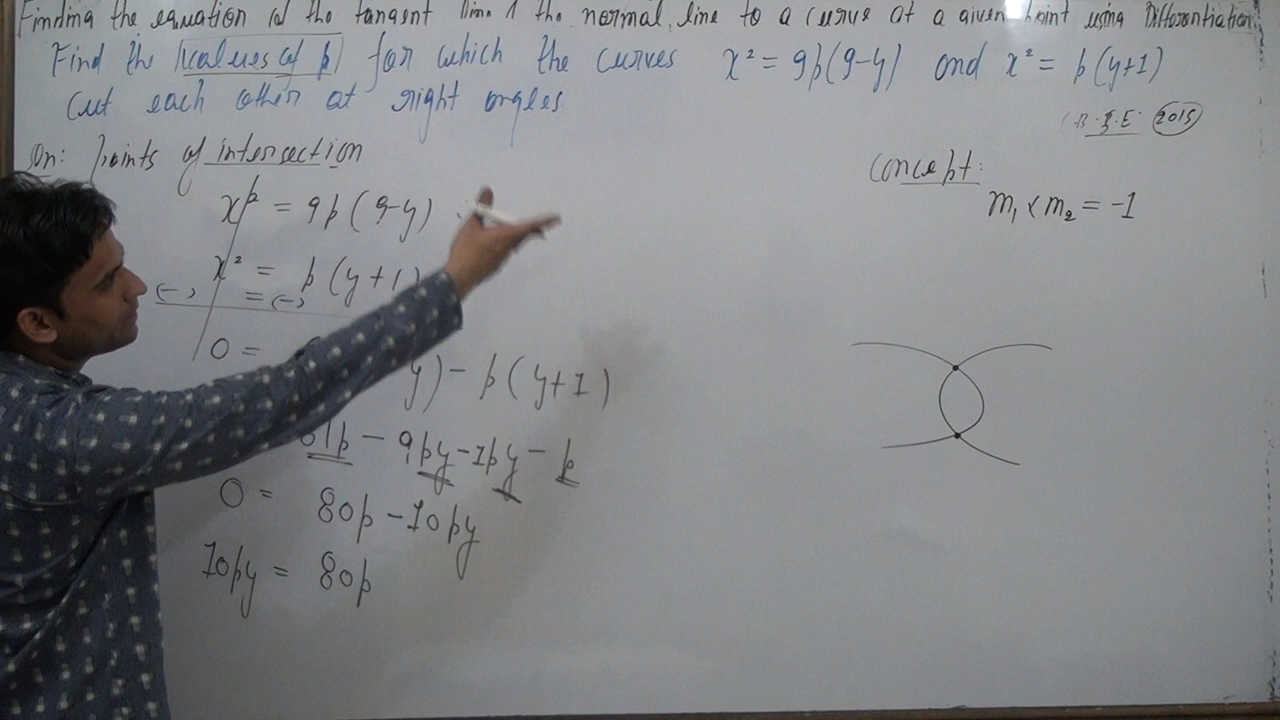 Finding the equation of the tangent line & the normal line to a curve at a given point using Differentiation
Find the values of p for which the curves x² = 9p(9-y) and x² = p(y+1)
cut each other at right angles
C.B.S.E. 2015
Soln: Points of intersection
Concept:
x² = 9p(9-y)
m₁ × m₂ = -1
x² = p(y+1
(-) = (-)
0 = y) - p(y+1)
81p - 9py - 1py - p
0 = 80p - 10py
10py = 80p